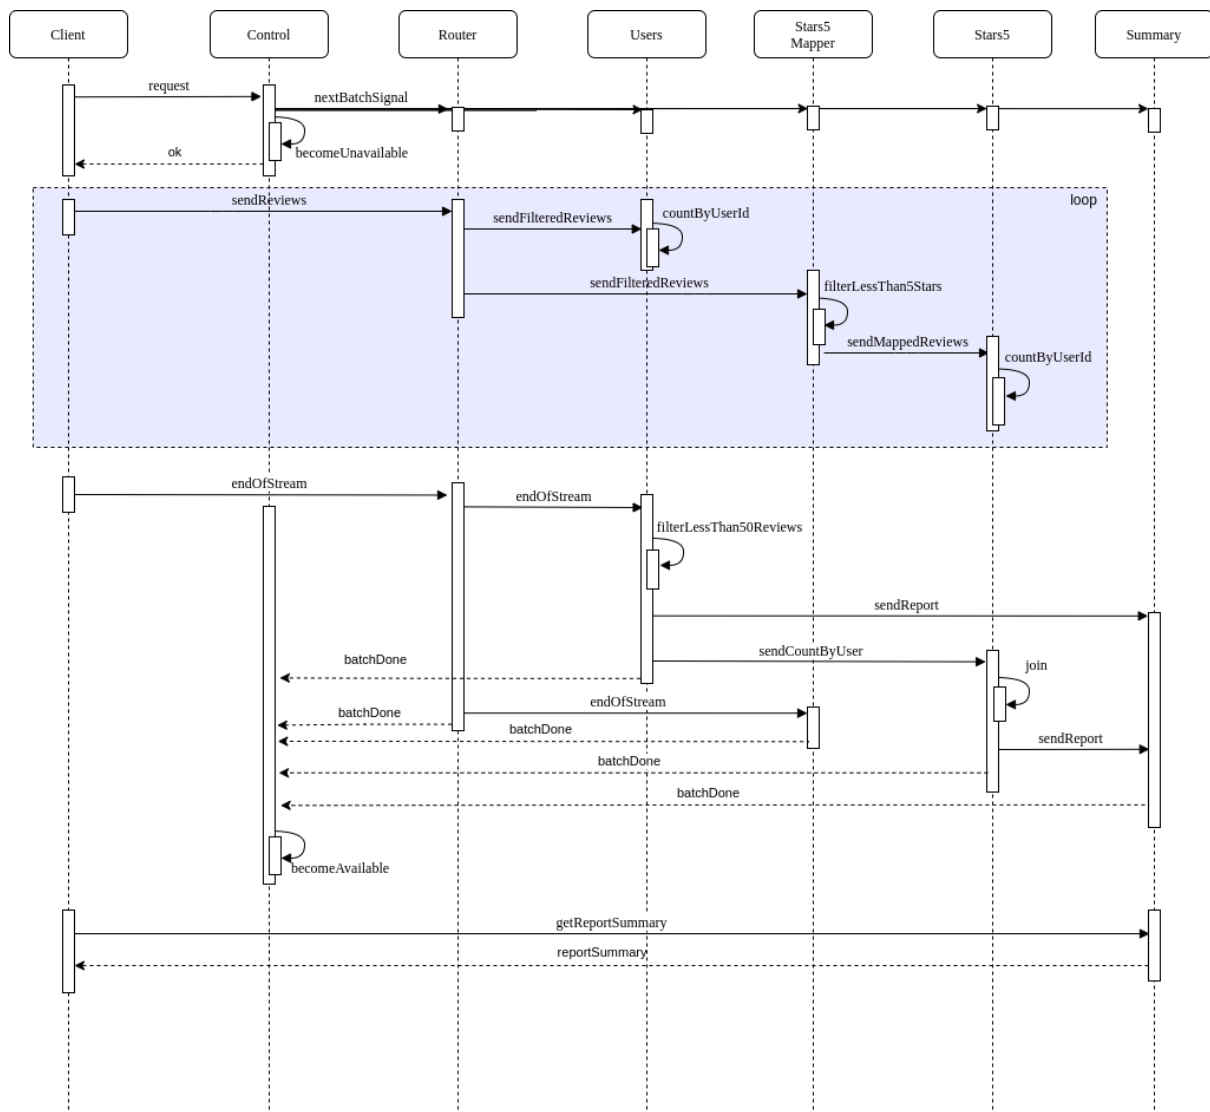 Client
Control
Router
Users
Stars5
Mapper
Stars5
Summary
request
nextBatchSignal
becomeUnavailable
ok
loop
sendReviews
sendFilteredReviews
countByUserId
sendFilteredReviews
filterLessThan5Stars
sendMappedReviews
countByUserId
endOfStream
endOfStream
filterLessThan50Reviews
sendReport
sendCountByUser
batchDone
join
endOfStream
batchDone
batchDone
sendReport
batchDone
batchDone
becomeAvailable
getReportSummary
reportSummary